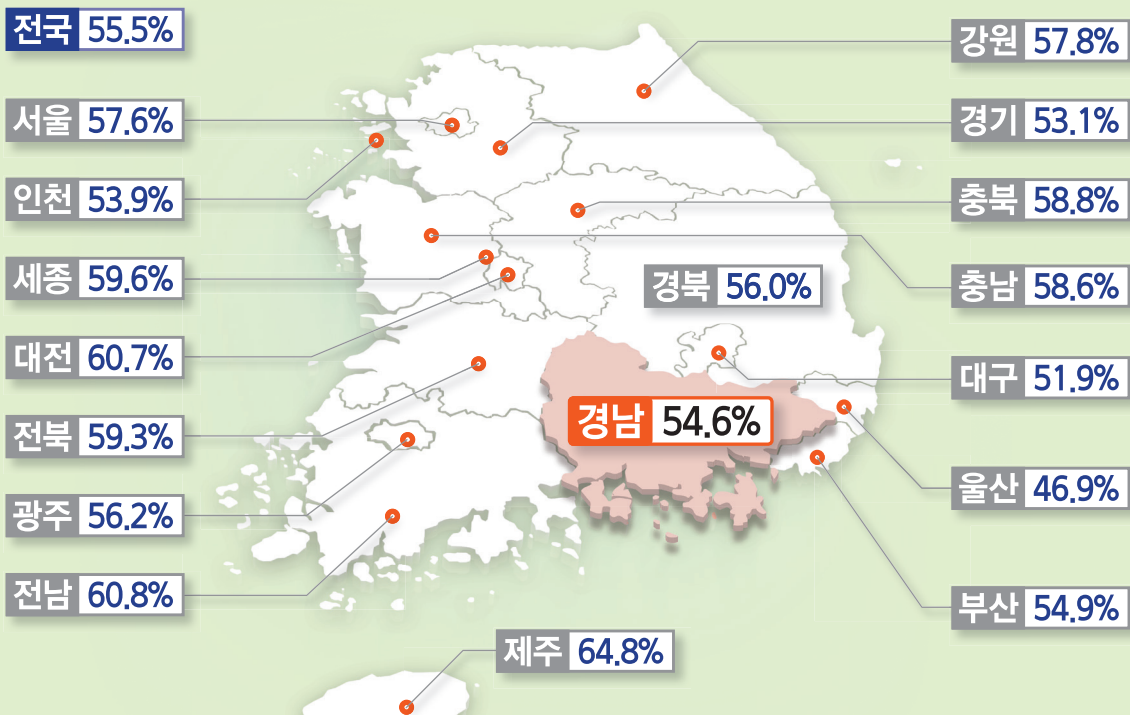 전국 55.5%
서울 57.6%
인천 53.9%
세종 59.6%
대전 60.7%
전북 59.3%
광주 56.2%
전남 60.8%
강원 57.8%
경기 53.1%
충북 58.8%
충남 58.6%
경북 56.0%
대구 51.9%
경남 54.6%
울산 46.9%
부산 54.9%
제주 64.8%